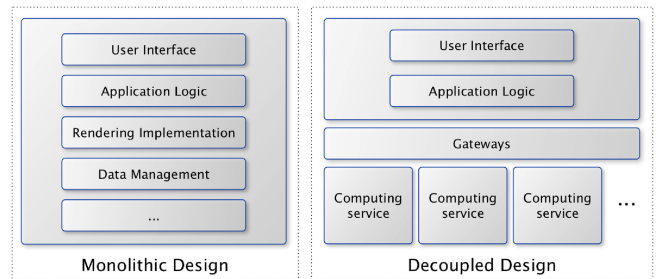 User Interface
Application Logic
Rendering Implementation
Data Management
...
Monolithic Design
User Interface
Application Logic
Gateways
Computing
service
Computing
service
Computing
service
...
Decoupled Design